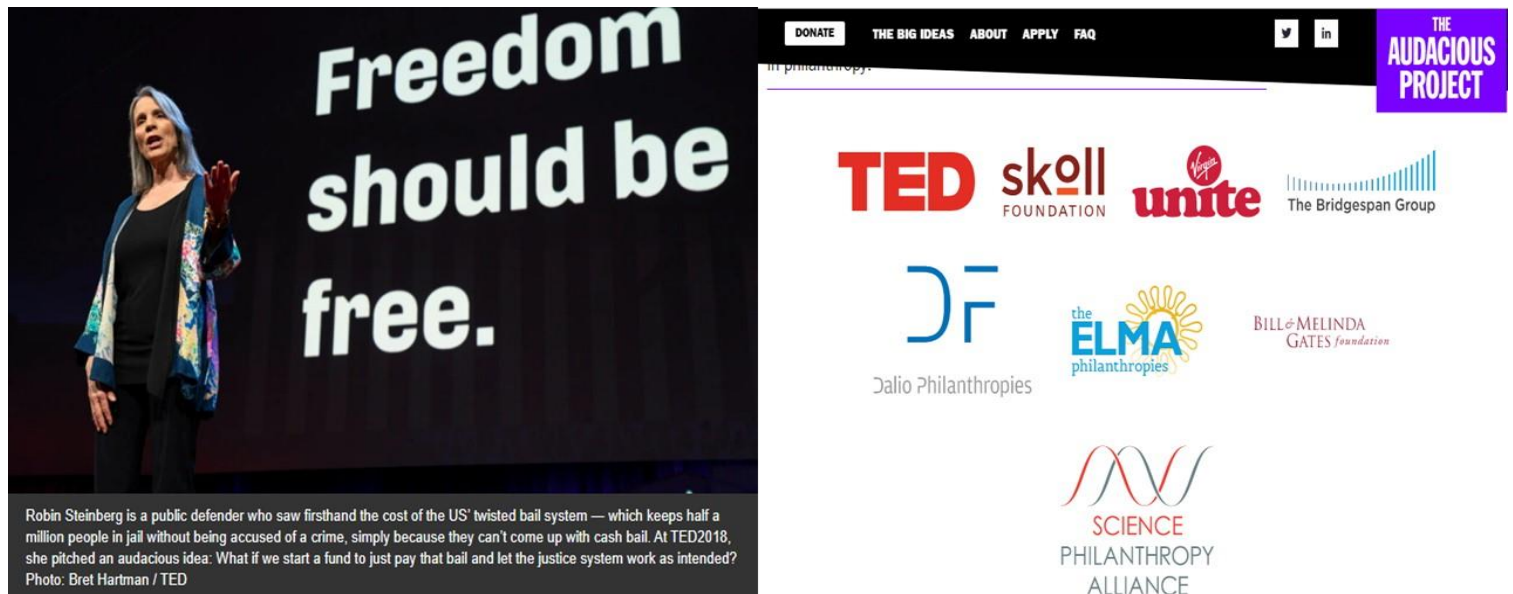 Freedom
should be
free.
Robin Steinberg is a public defender who saw firsthand the cost of the US' twisted bail system — which keeps half a
million people in jail without being accused of a crime, simply because they can't come up with cash bail. At TED2018,
she pitched an audacious idea: What if we start a fund to just pay that bail and let the justice system work as intended?
Photo: Bret Hartman / TED
DONATE THE BIG IDEAS ABOUT APPLY FAQ
in
THE
AUDACIOUS
PROJECT
in philanthropy.
TED
skoll
FOUNDATION
Virgin
unite
The Bridgespan Group
DF
Dalio Philanthropies
the
ELMA
philanthropies
BILL & MELINDA
GATES foundation
SCIENCE
PHILANTHROPY
ALLIANCE